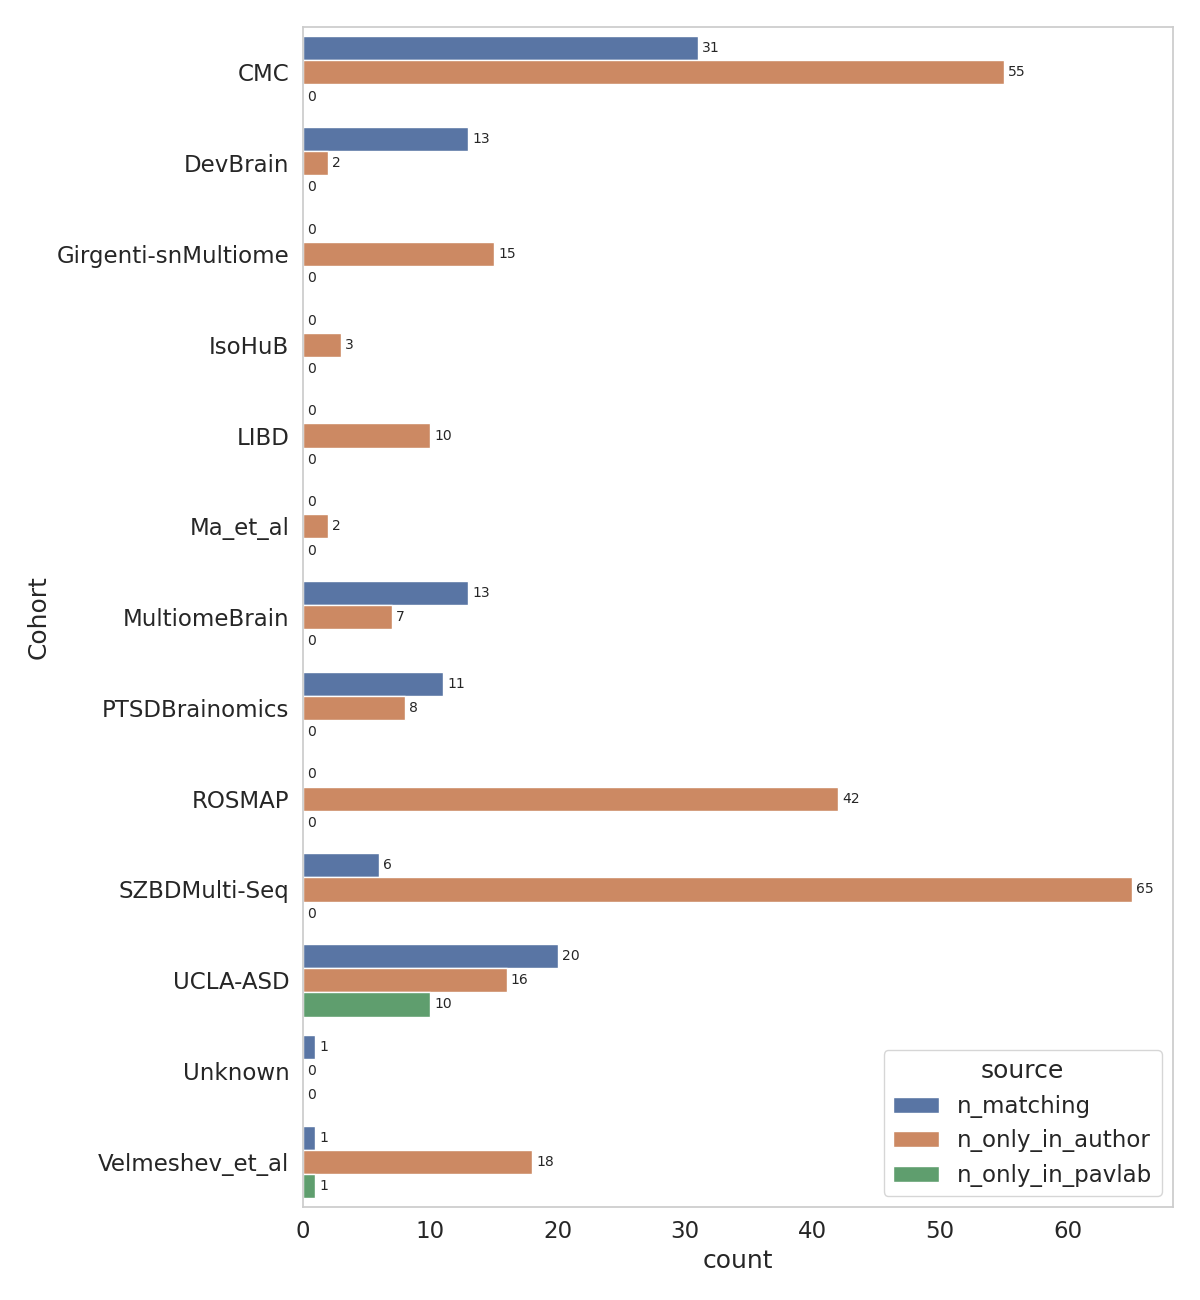 CMC
31
55
0
DevBrain
13
2
0
Girgenti-snMultiome
0
15
0
IsoHuB
0
3
0
LIBD
0
10
0
Ma_et_al
0
2
0
MultiomeBrain
13
7
0
PTSDBrainomics
11
8
0
ROSMAP
0
42
0
SZBDMulti-Seq
6
65
0
UCLA-ASD
20
16
10
Unknown
1
0
0
Velmeshev_et_al
1
18
1
Cohort
0 10 20 30 40 50 60
count
source
n_matching
n_only_in_author
n_only_in_pavlab